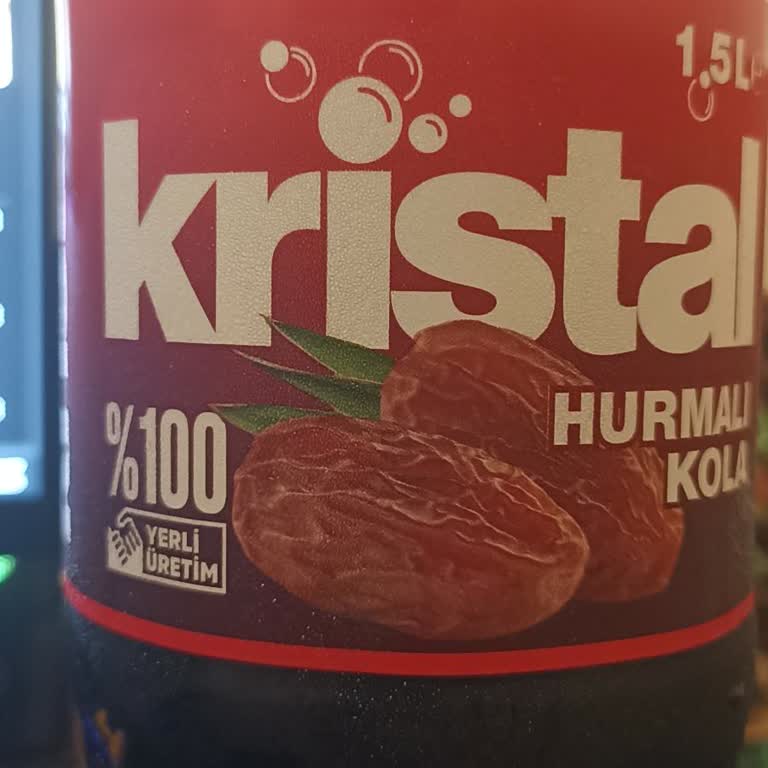 1.5L
kristal
HURMALI
KOLA
%100
YERLİ
ÜRETİM